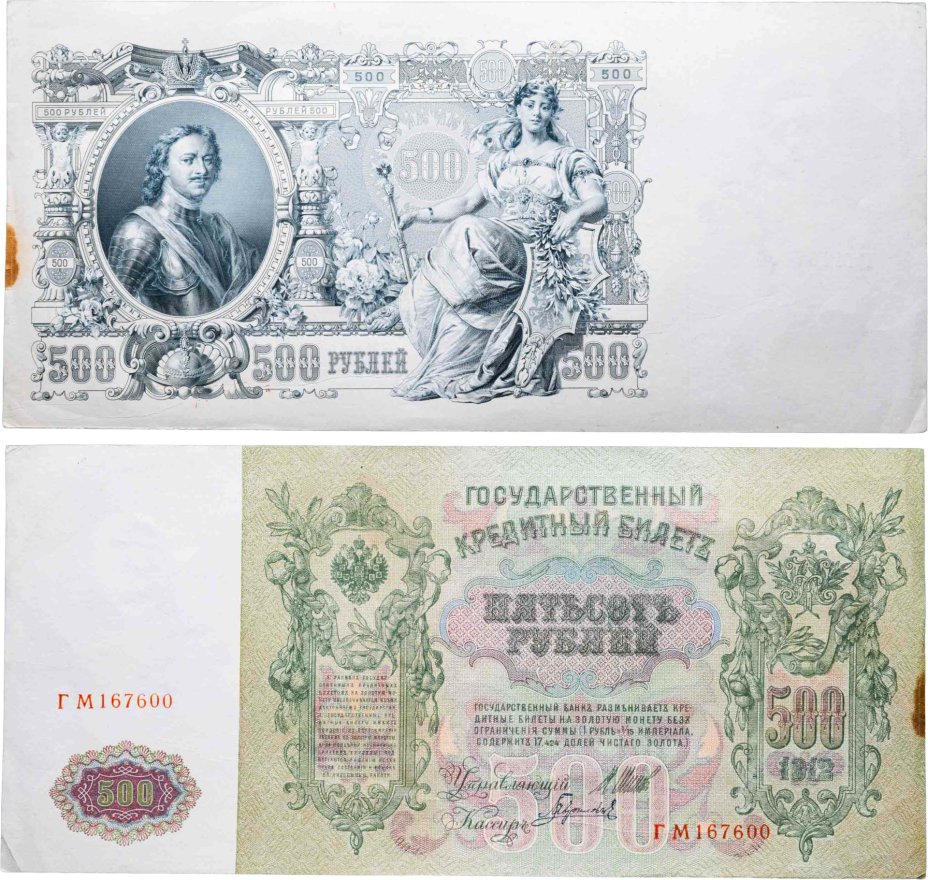 500 500 500
500 РУБЛЕЙ РУБЛЕЙ 500
500
500
500 500
500 500 РУБЛЕЙ 500
ГОСУДАРСТВЕННЫЙ
КРЕДИТНЫЙ БИЛЕТЪ
ПЯТЬСОТЪ
РУБЛЕЙ
ГОСУДАРСТВЕННЫЙ БАНКЪ РАЗМѢНИВАЕТЪ КРЕ-
ДИТНЫЕ БИЛЕТЫ НА ЗОЛОТУЮ МОНЕТУ БЕЗЪ
ОГРАНИЧЕНІЯ СУММЫ (1 РУБЛЬ=1/15 ИМПЕРІАЛА,
СОДЕРЖИТЪ 17,424 ДОЛЕЙ ЧИСТАГО ЗОЛОТА.)
500
1912
ГМ167600
500
Управляющій
Кассиръ
500
ГМ167600